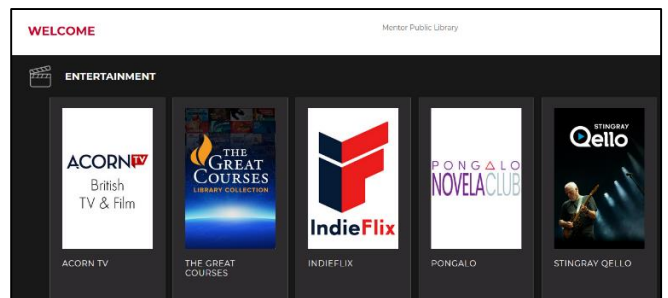 WELCOME
Mentor Public Library
ENTERTAINMENT
ACORN TV
British
TV & Film
ACORN TV
THE
GREAT
COURSES
LIBRARY COLLECTION
THE GREAT
COURSES
IndieFlix
INDIEFLIX
PONGALO
NOVELACLUB
PONGALO
STINGRAY
Qello
STINGRAY QELLO